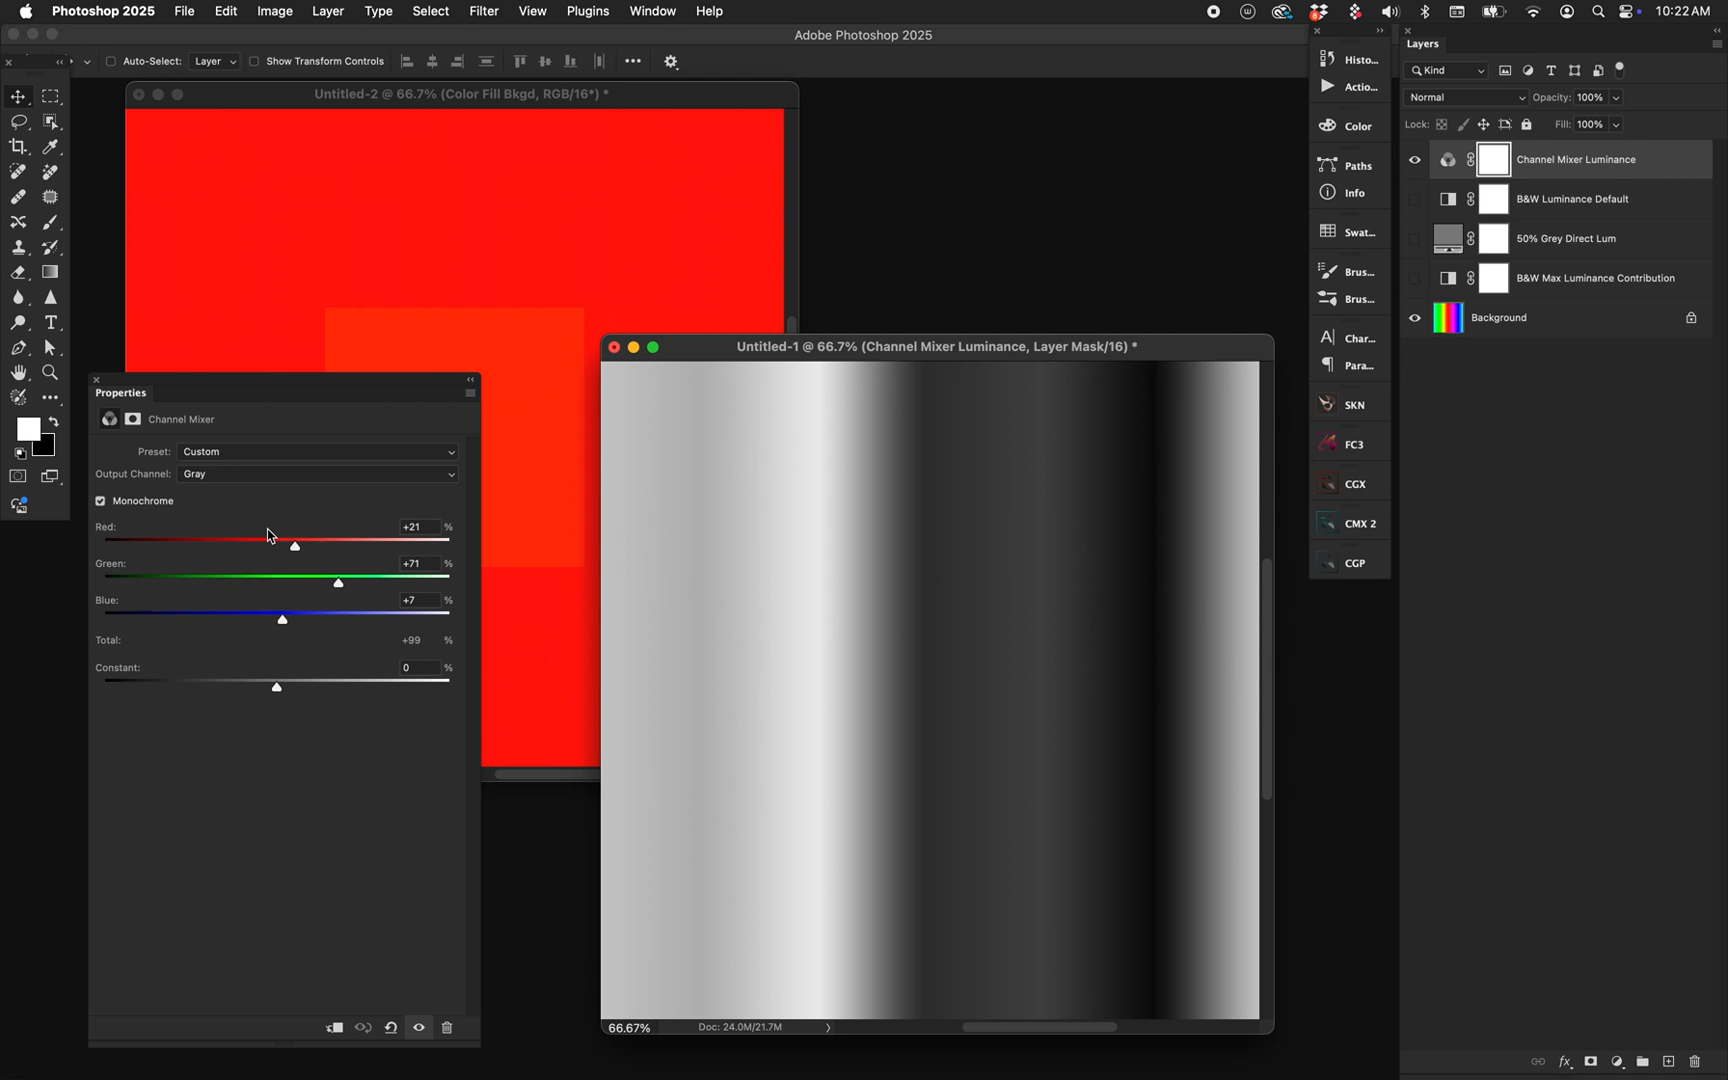 Photoshop 2025 File Edit Image Layer Type Select Filter View Plugins Window Help 8 10:22 AM
Adobe Photoshop 2025
Auto-Select: Layer Show Transform Controls
Untitled-2 @ 66.7% (Color Fill Bkgd, RGB/16*) *
Untitled-1 @ 66.7% (Channel Mixer Luminance, Layer Mask/16) *
66.67% Doc: 24.0M/21.7M
Properties
Channel Mixer
Preset: Custom
Output Channel: Gray
Monochrome
Red: +21 %
Green: +71 %
Blue: +7 %
Total: +99 %
Constant: 0 %
Histo...
Actio...
Color
Paths
Info
Swat...
Brus...
Brus...
Char...
Para...
SKN
FC3
CGX
CMX 2
CGP
Layers
Kind
Normal Opacity: 100%
Lock: Fill: 100%
Channel Mixer Luminance
B&W Luminance Default
50% Grey Direct Lum
B&W Max Luminance Contribution
Background
fx